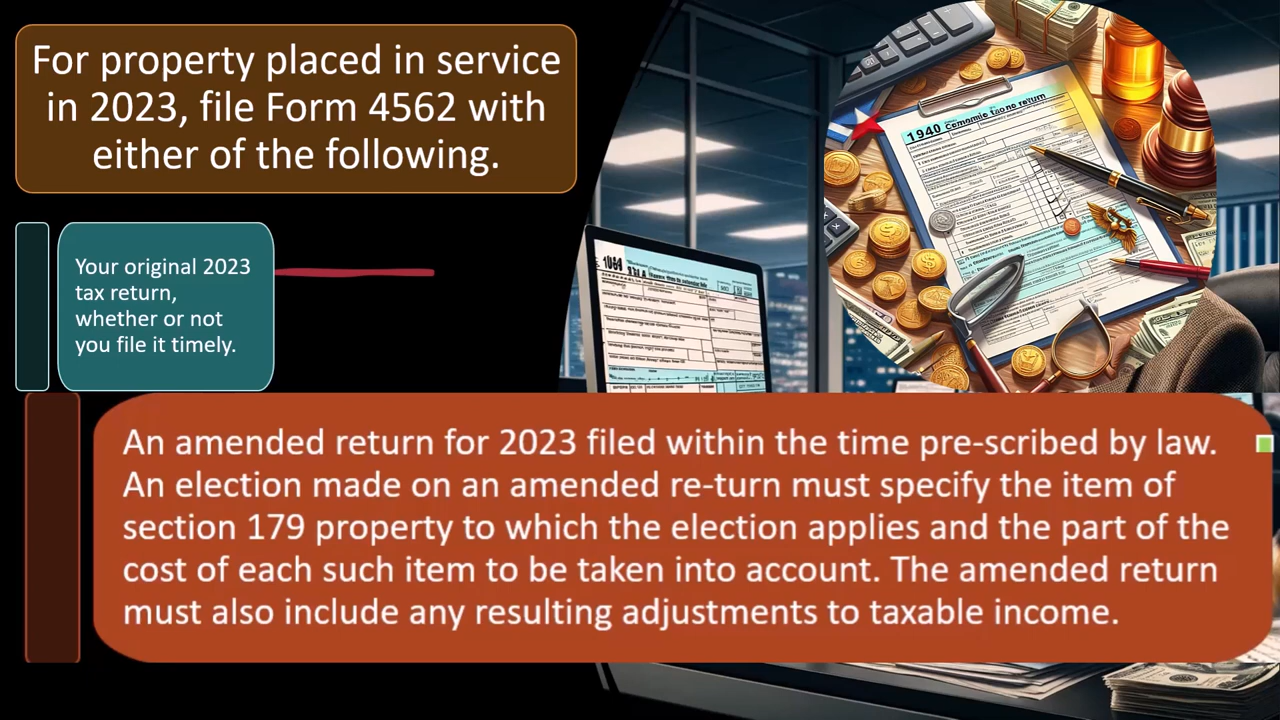 For property placed in service
in 2023, file Form 4562 with
either of the following.
Your original 2023
tax return,
whether or not
you file it timely.
An amended return for 2023 filed within the time pre-scribed by law.
An election made on an amended re-turn must specify the item of
section 179 property to which the election applies and the part of the
cost of each such item to be taken into account. The amended return
must also include any resulting adjustments to taxable income.
1940